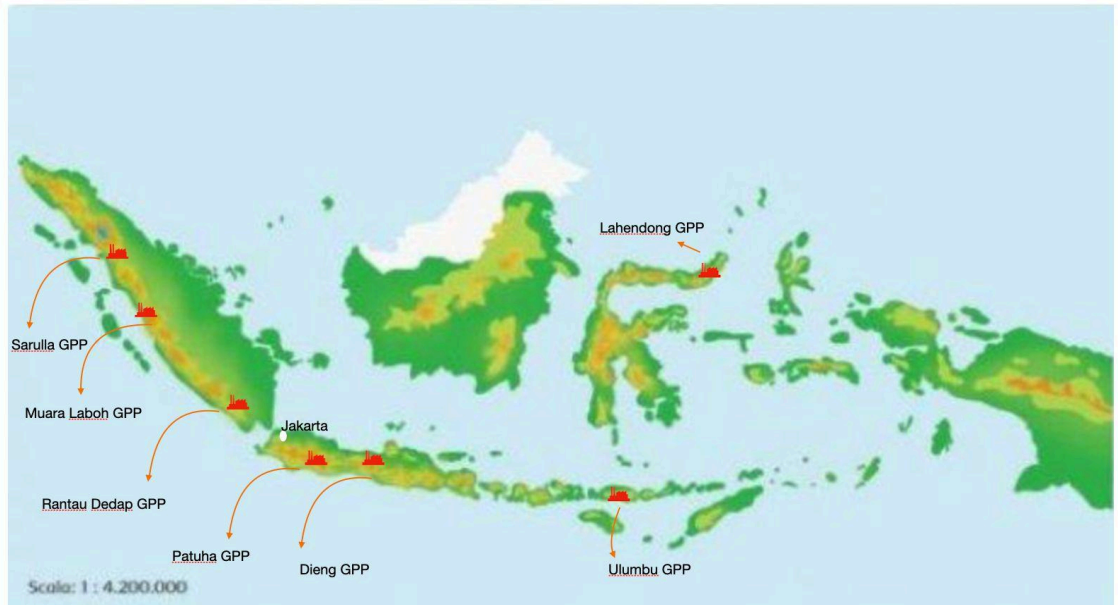 Lahendong GPP
Sarulla GPP
Muara Laboh GPP
Jakarta
Rantau Dedap GPP
Patuha GPP
Dieng GPP
Ulumbu GPP
Scala: 1 : 4.200.000